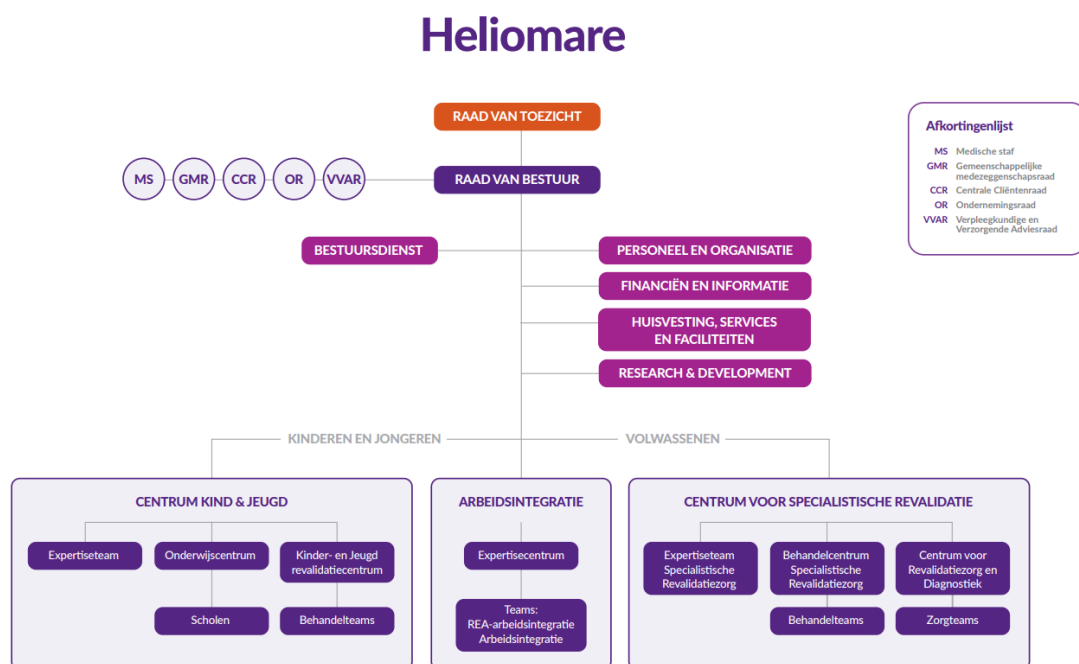 Heliomare
RAAD VAN TOEZICHT
Afkortingenlijst
MS Medische staf
GMR Gemeenschappelijke
medezeggenschapsraad
CCR Centrale Cliëntenraad
OR Ondernemingsraad
VVAR Verpleegkundige en
Verzorgende Adviesraad
MS GMR CCR OR VVAR
RAAD VAN BESTUUR
BESTUURSDIENST
PERSONEEL EN ORGANISATIE
FINANCIËN EN INFORMATIE
HUISVESTING, SERVICES
EN FACILITEITEN
RESEARCH & DEVELOPMENT
KINDEREN EN JONGEREN
VOLWASSENEN
CENTRUM KIND & JEUGD
Expertiseteam
Onderwijscentrum
Kinder- en Jeugd
revalidatiecentrum
Scholen
Behandelteams
ARBEIDSINTEGRATIE
Expertisecentrum
Teams:
REA-arbeidsintegratie
Arbeidsintegratie
CENTRUM VOOR SPECIALISTISCHE REVALIDATIE
Expertiseteam
Specialistische
Revalidatiezorg
Behandelcentrum
Specialistische
Revalidatiezorg
Centrum voor
Revalidatiezorg en
Diagnostiek
Behandelteams
Zorgteams